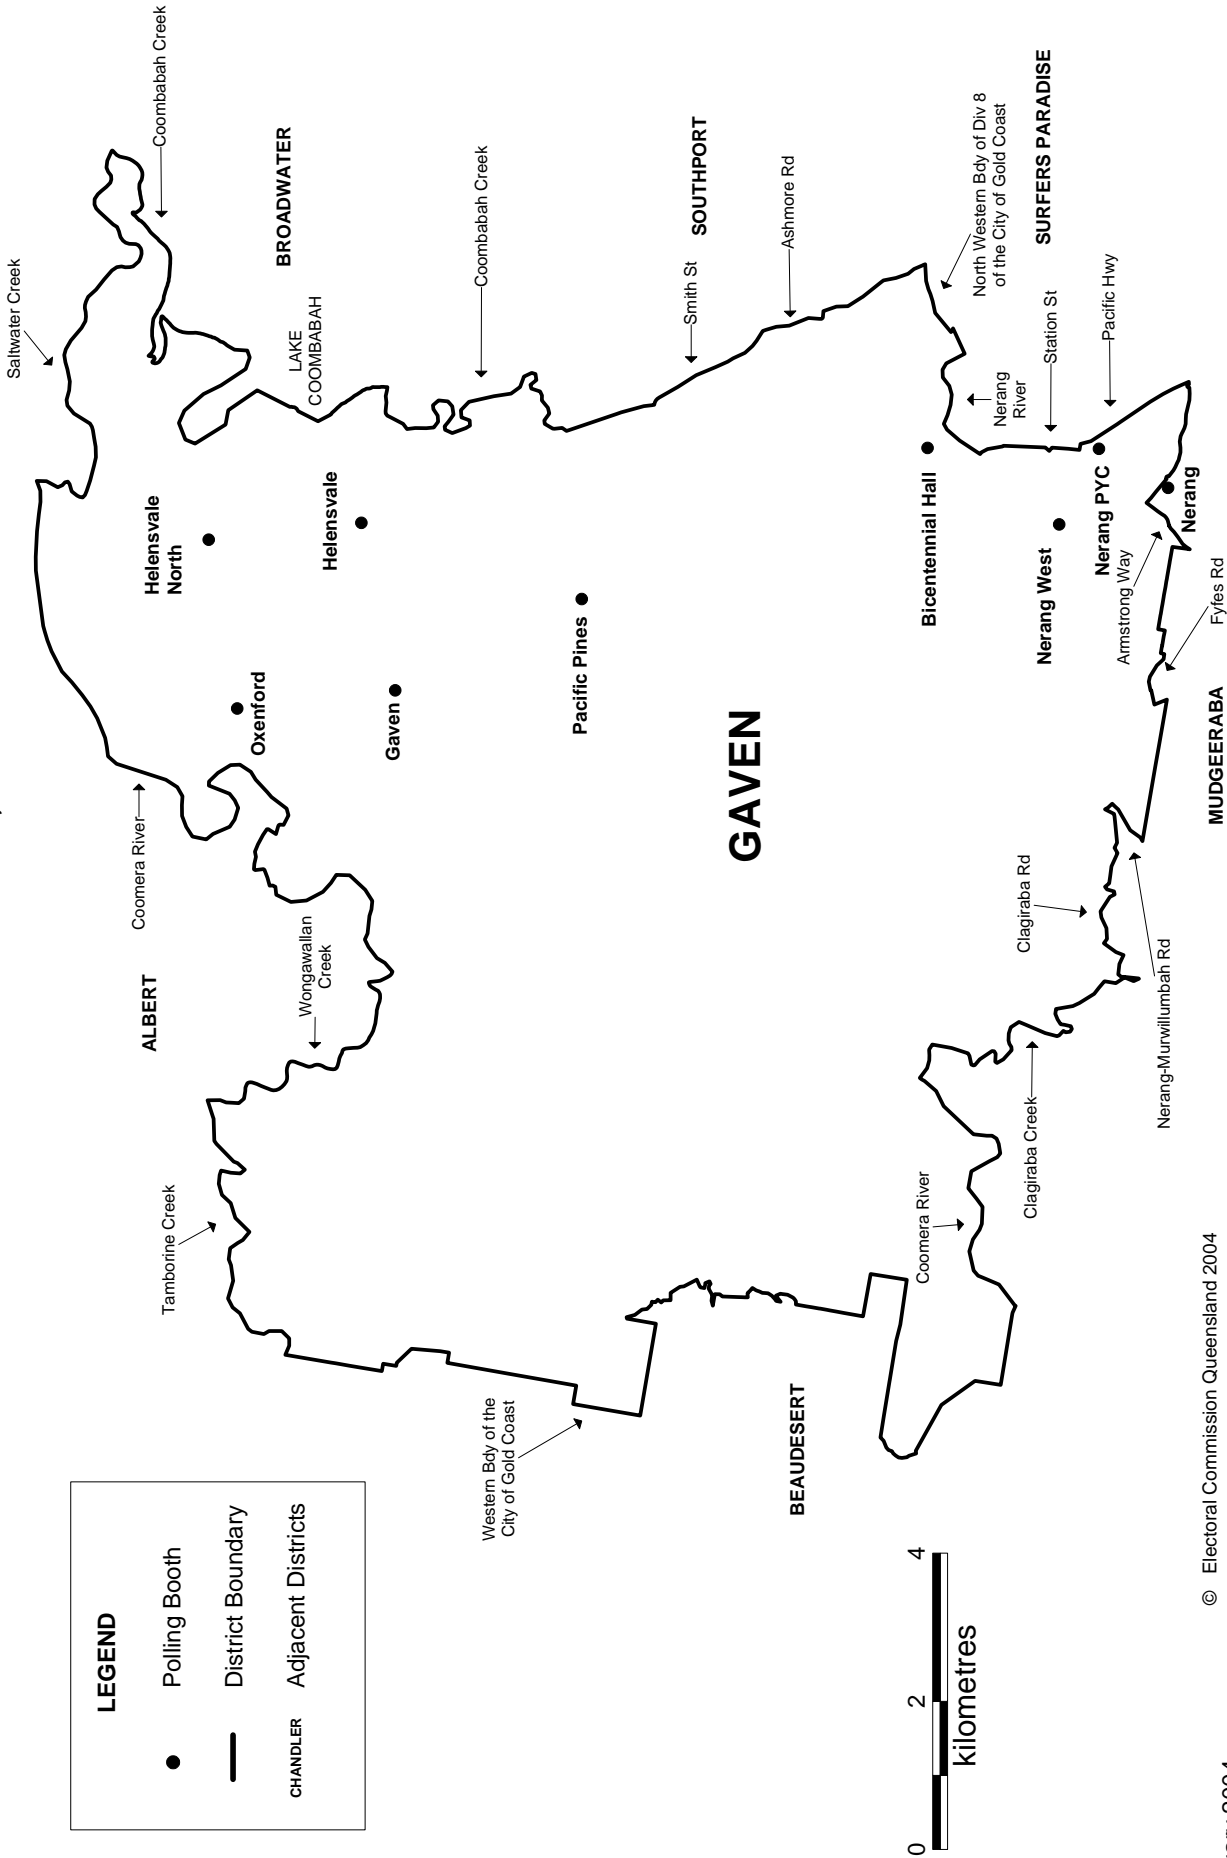 LEGEND
Polling Booth
District Boundary
CHANDLER Adjacent Districts
Saltwater Creek
Coombabah Creek
BROADWATER
LAKE
COOMBABAH
Coombabah Creek
SOUTHPORT
Smith St
Ashmore Rd
North Western Bdy of Div 8
of the City of Gold Coast
SURFERS PARADISE
Nerang
River
Station St
Pacific Hwy
Helensvale
North
Helensvale
Oxenford
Gaven
Pacific Pines
Bicentennial Hall
Nerang West
Nerang PYC
Nerang
Armstrong Way
Fyfes Rd
MUDGEERABA
Coomera River
ALBERT
Wongawallan
Creek
GAVEN
Clagiraba Rd
Nerang-Murwillumbah Rd
Clagiraba Creek
Coomera River
Tamborine Creek
Western Bdy of the
City of Gold Coast
BEAUDESERT
0 2 4
kilometres
© Electoral Commission Queensland 2004
2004